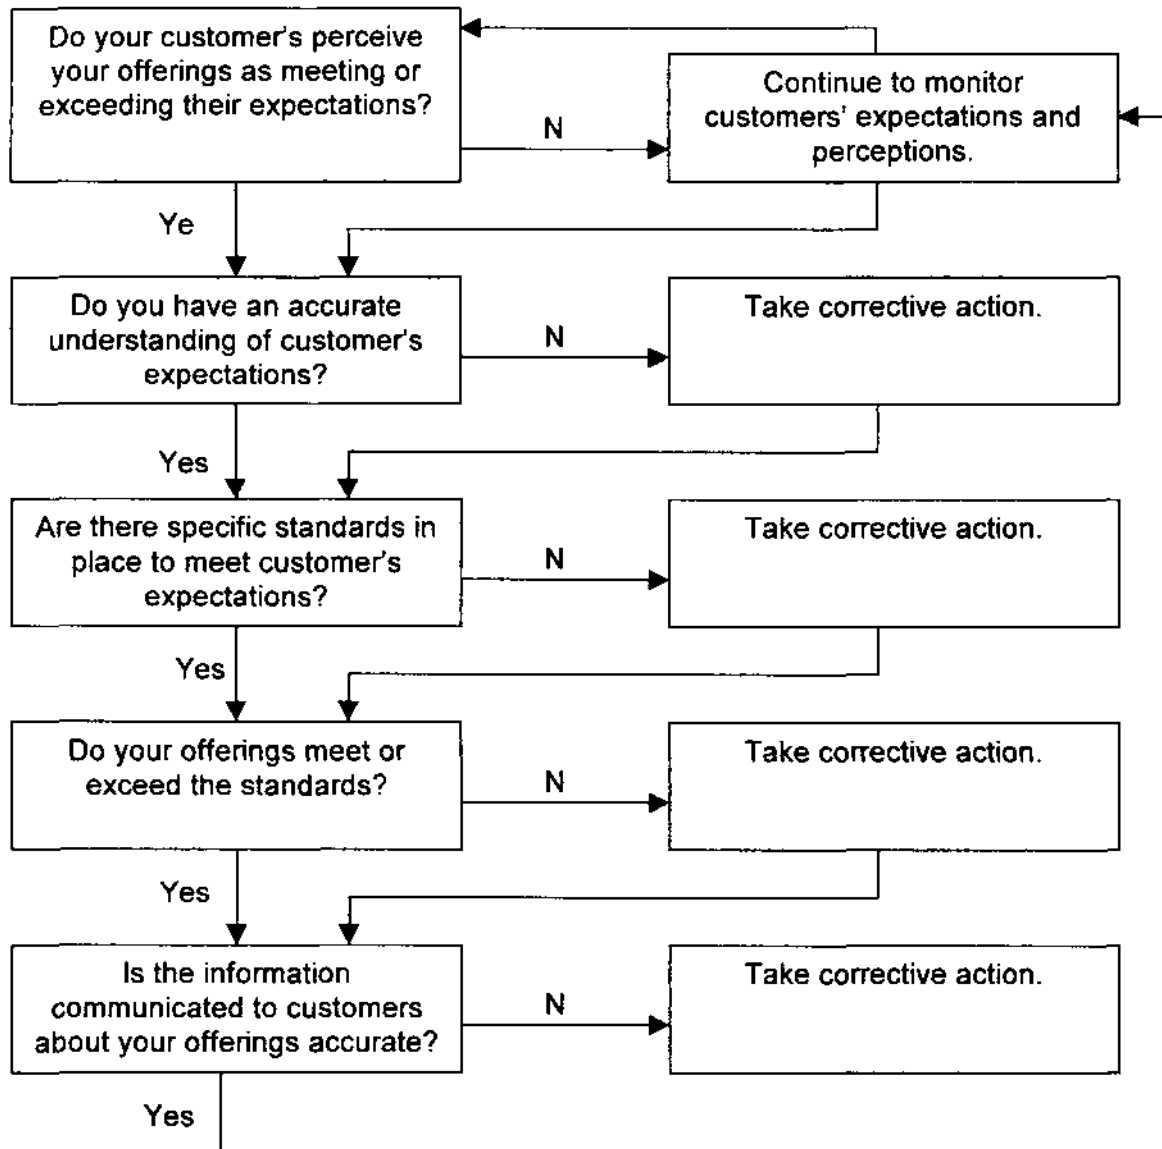 Do your customer's perceive
your offerings as meeting or
exceeding their expectations?
N
Continue to monitor
customers' expectations and
perceptions.
Ye
Do you have an accurate
understanding of customer's
expectations?
N
Take corrective action.
Yes
Are there specific standards in
place to meet customer's
expectations?
N
Take corrective action.
Yes
Do your offerings meet or
exceed the standards?
N
Take corrective action.
Yes
Is the information
communicated to customers
about your offerings accurate?
N
Take corrective action.
Yes